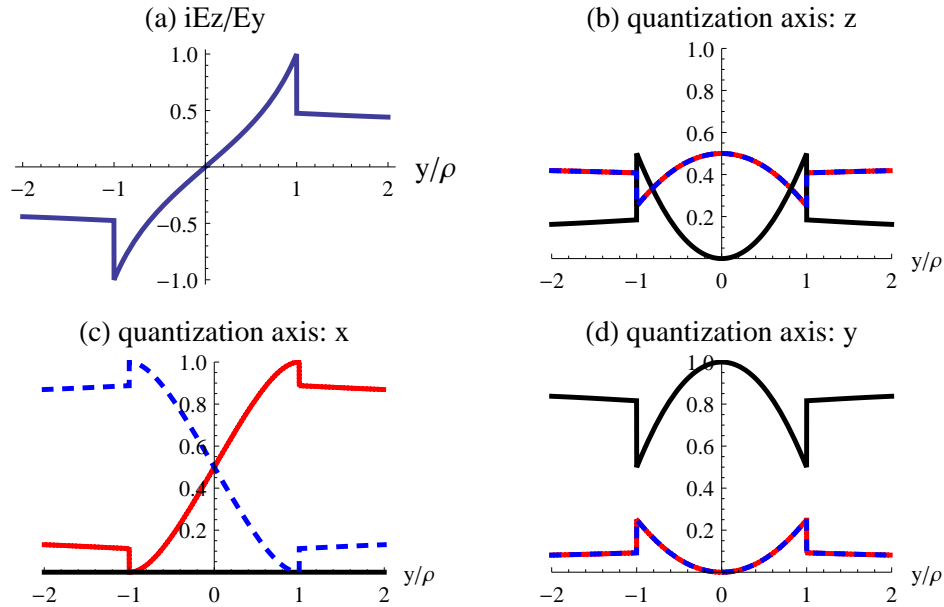 (a) iEz/Ey
1.0
0.5
−2 −1 1 2 y/ρ
−0.5
−1.0
(b) quantization axis: z
1.0
0.8
0.6
0.4
0.2
y/ρ
−2 −1 0 1 2
(c) quantization axis: x
1.0
0.8
0.6
0.4
0.2
y/ρ
−2 −1 0 1 2
(d) quantization axis: y
1.0
0.8
0.6
0.4
0.2
y/ρ
−2 −1 0 1 2